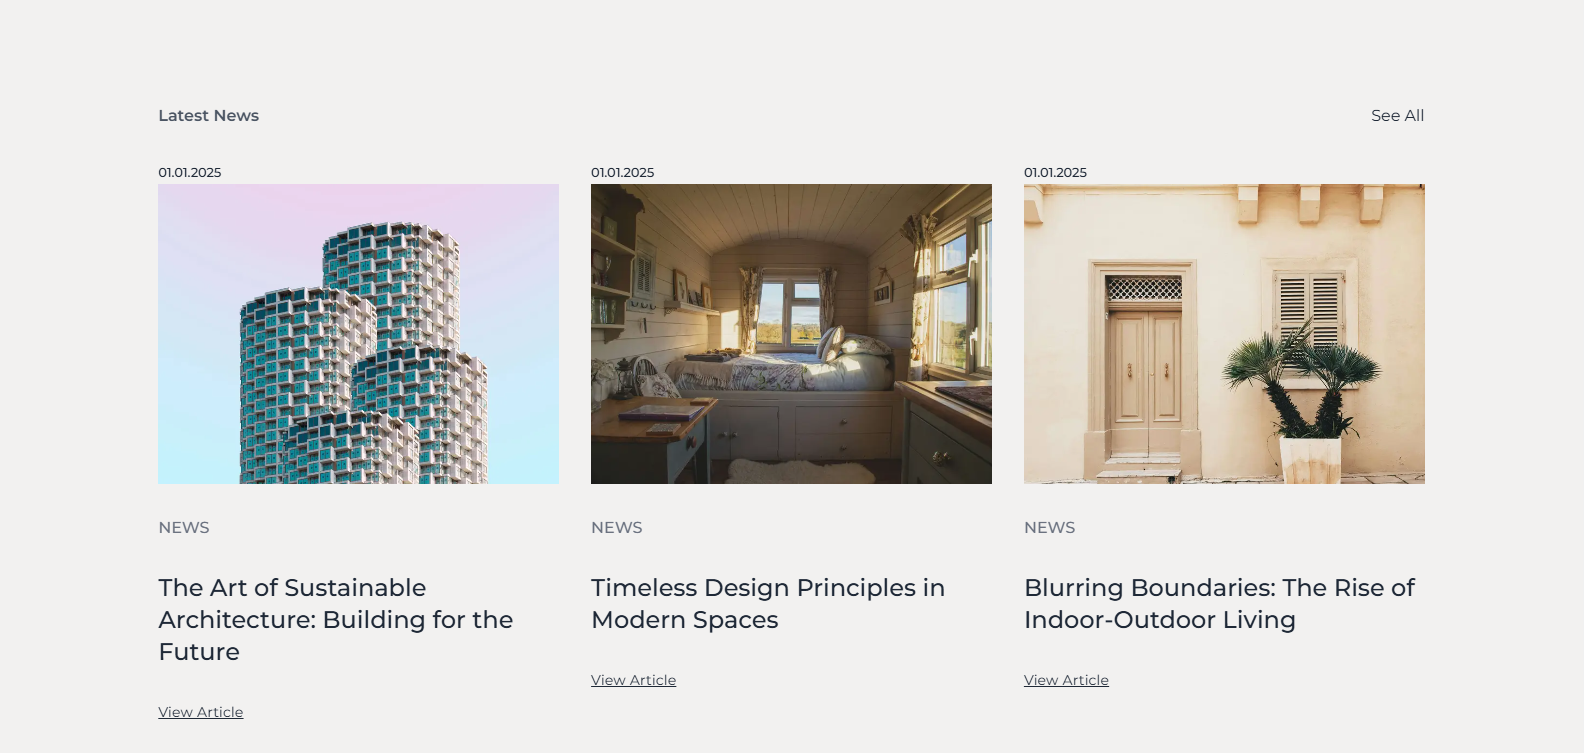 Latest News
See All
01.01.2025
01.01.2025
01.01.2025
NEWS
NEWS
NEWS
The Art of Sustainable
Architecture: Building for the
Future
View Article
Timeless Design Principles in
Modern Spaces
View Article
Blurring Boundaries: The Rise of
Indoor-Outdoor Living
View Article